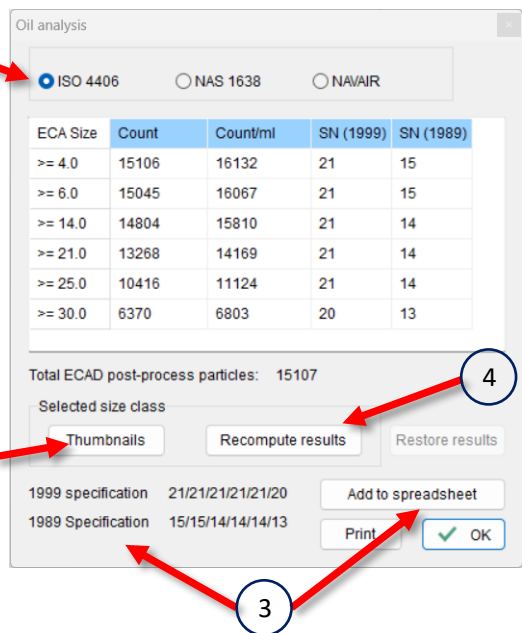 Oil analysis
ISO 4406 NAS 1638 NAVAIR
ECA Size Count Count/ml SN (1999) SN (1989)
>= 4.0 15106 16132 21 15
>= 6.0 15045 16067 21 15
>= 14.0 14804 15810 21 14
>= 21.0 13268 14169 21 14
>= 25.0 10416 11124 21 14
>= 30.0 6370 6803 20 13
Total ECAD post-process particles: 15107
4
Selected size class
Thumbnails Recompute results Restore results
1999 specification 21/21/21/21/21/20 Add to spreadsheet
1989 Specification 15/15/14/14/14/13
Print OK
3